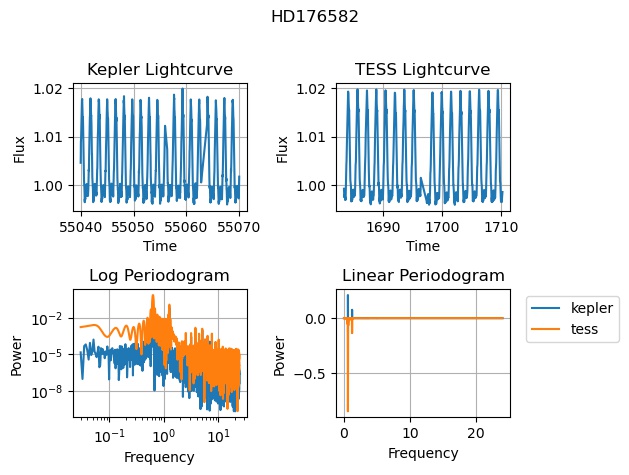 HD176582
Kepler Lightcurve
TESS Lightcurve
1.02
1.01
1.00
Flux
55040 55050 55060 55070
Time
1.02
1.01
1.00
Flux
1690 1700 1710
Time
Log Periodogram
Linear Periodogram
10⁻²
10⁻⁵
10⁻⁸
Power
10⁻¹ 10⁰ 10¹
Frequency
0.0
−0.5
Power
0 10 20
Frequency
kepler
tess